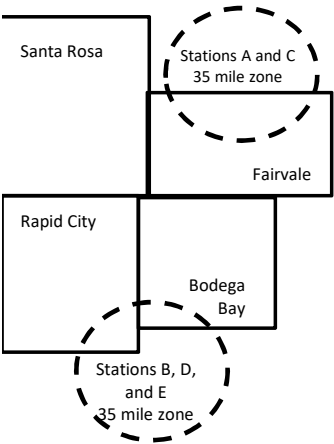 Santa Rosa
Stations A and C
35 mile zone
Fairvale
Rapid City
Bodega
Bay
Stations B, D,
and E
35 mile zone